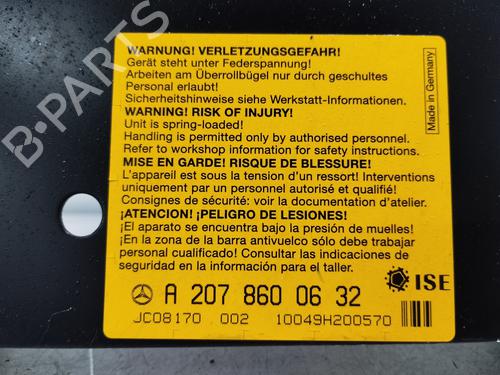 WARNUNG! VERLETZUNGSGEFAHR!
Gerät steht unter Federspannung!
Arbeiten am Überrollbügel nur durch geschultes
Personal erlaubt!
Sicherheitshinweise siehe Werkstatt-Informationen.
WARNING! RISK OF INJURY!
Unit is spring-loaded!
Handling is permitted only by authorised personnel.
Refer to workshop information for safety instructions.
MISE EN GARDE! RISQUE DE BLESSURE!
L'appareil est sous la tension d'un ressort! Interventions
uniquement par un personnel autorisé et qualifié!
Consignes de sécurité: voir la documentation d'atelier.
¡ATENCION! ¡PELIGRO DE LESIONES!
¡El aparato se encuentra bajo la presión de muelles!
¡En la zona de la barra antivuelco sólo debe trabajar
personal cualificado! Consultar las indicaciones de
seguridad en la información para el taller.
Made in Germany
ISE
A 207 860 06 32
JC08170 002 10049H200570
B-PARTS